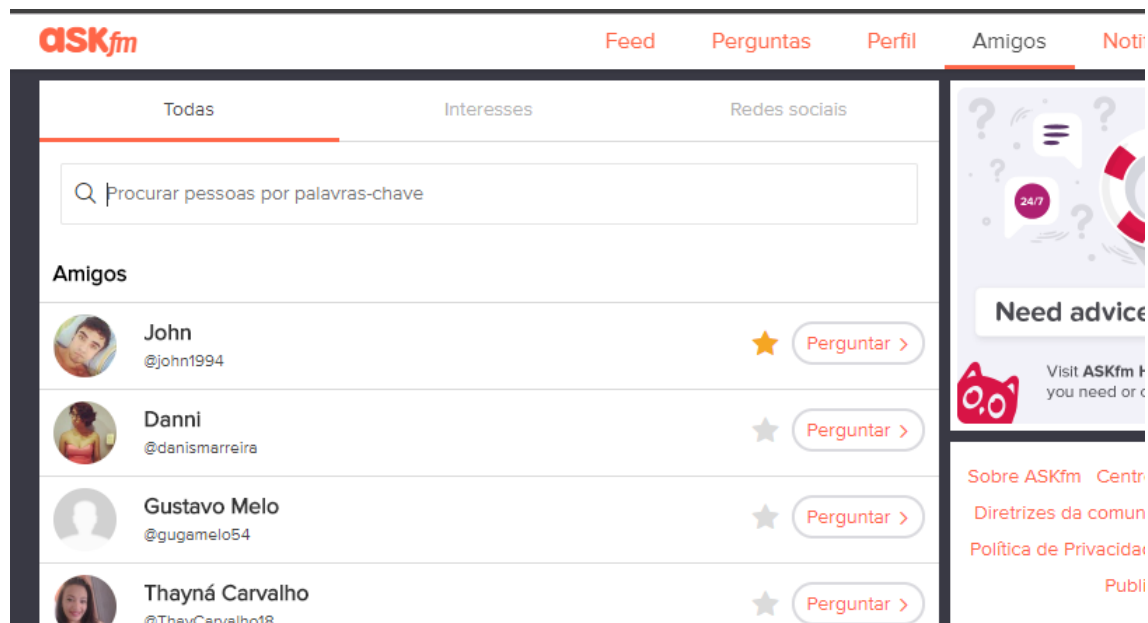 ASKfm
Feed Perguntas Perfil Amigos
Todas Interesses Redes sociais
Procurar pessoas por palavras-chave
Amigos
John
@john1994
Perguntar >
Danni
@danismarreira
Perguntar >
Gustavo Melo
@gugamelo54
Perguntar >
Thayná Carvalho
@ThayCarvalho18
Perguntar >
24/7
Need advice
Visit ASKfm H
you need or
Sobre ASKfm Centr
Diretrizes da comun
Política de Privacidad
Publi